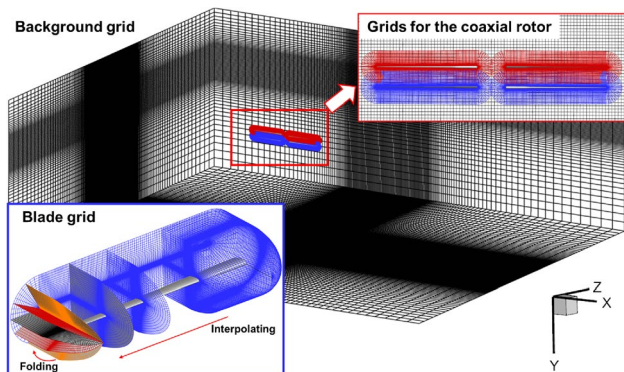 Background grid
Grids for the coaxial rotor
Blade grid
Interpolating
Folding
Z
X
Y